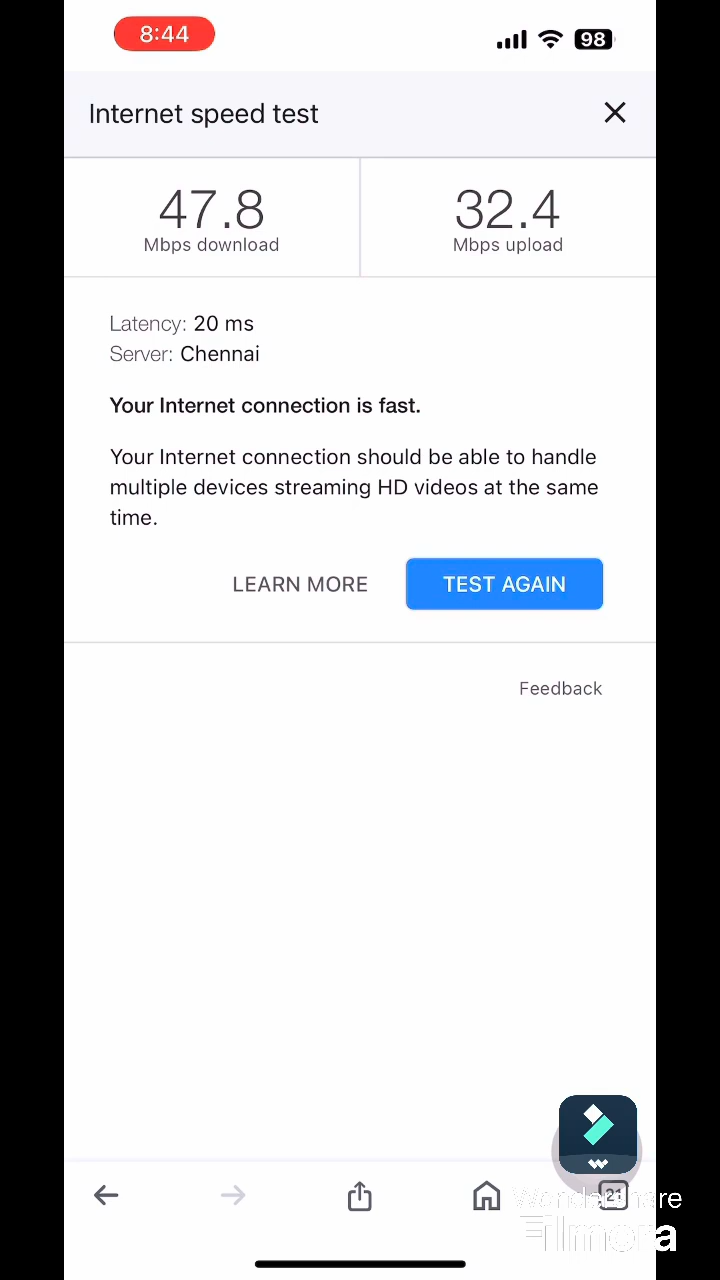 8:44
98
Internet speed test
47.8
Mbps download
32.4
Mbps upload
Latency: 20 ms
Server: Chennai
Your Internet connection is fast.
Your Internet connection should be able to handle
multiple devices streaming HD videos at the same
time.
LEARN MORE
TEST AGAIN
Feedback
Wondershare
Filmora